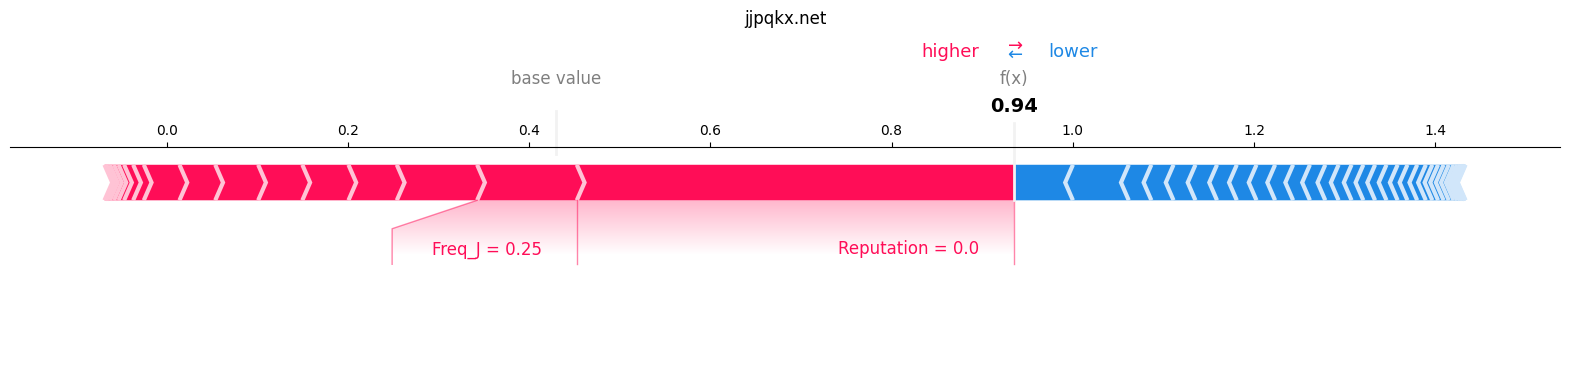 jjpqkx.net
higher ⇄ lower
base value
f(x)
0.94
0.0 0.2 0.4 0.6 0.8 1.0 1.2 1.4
Freq_J = 0.25
Reputation = 0.0